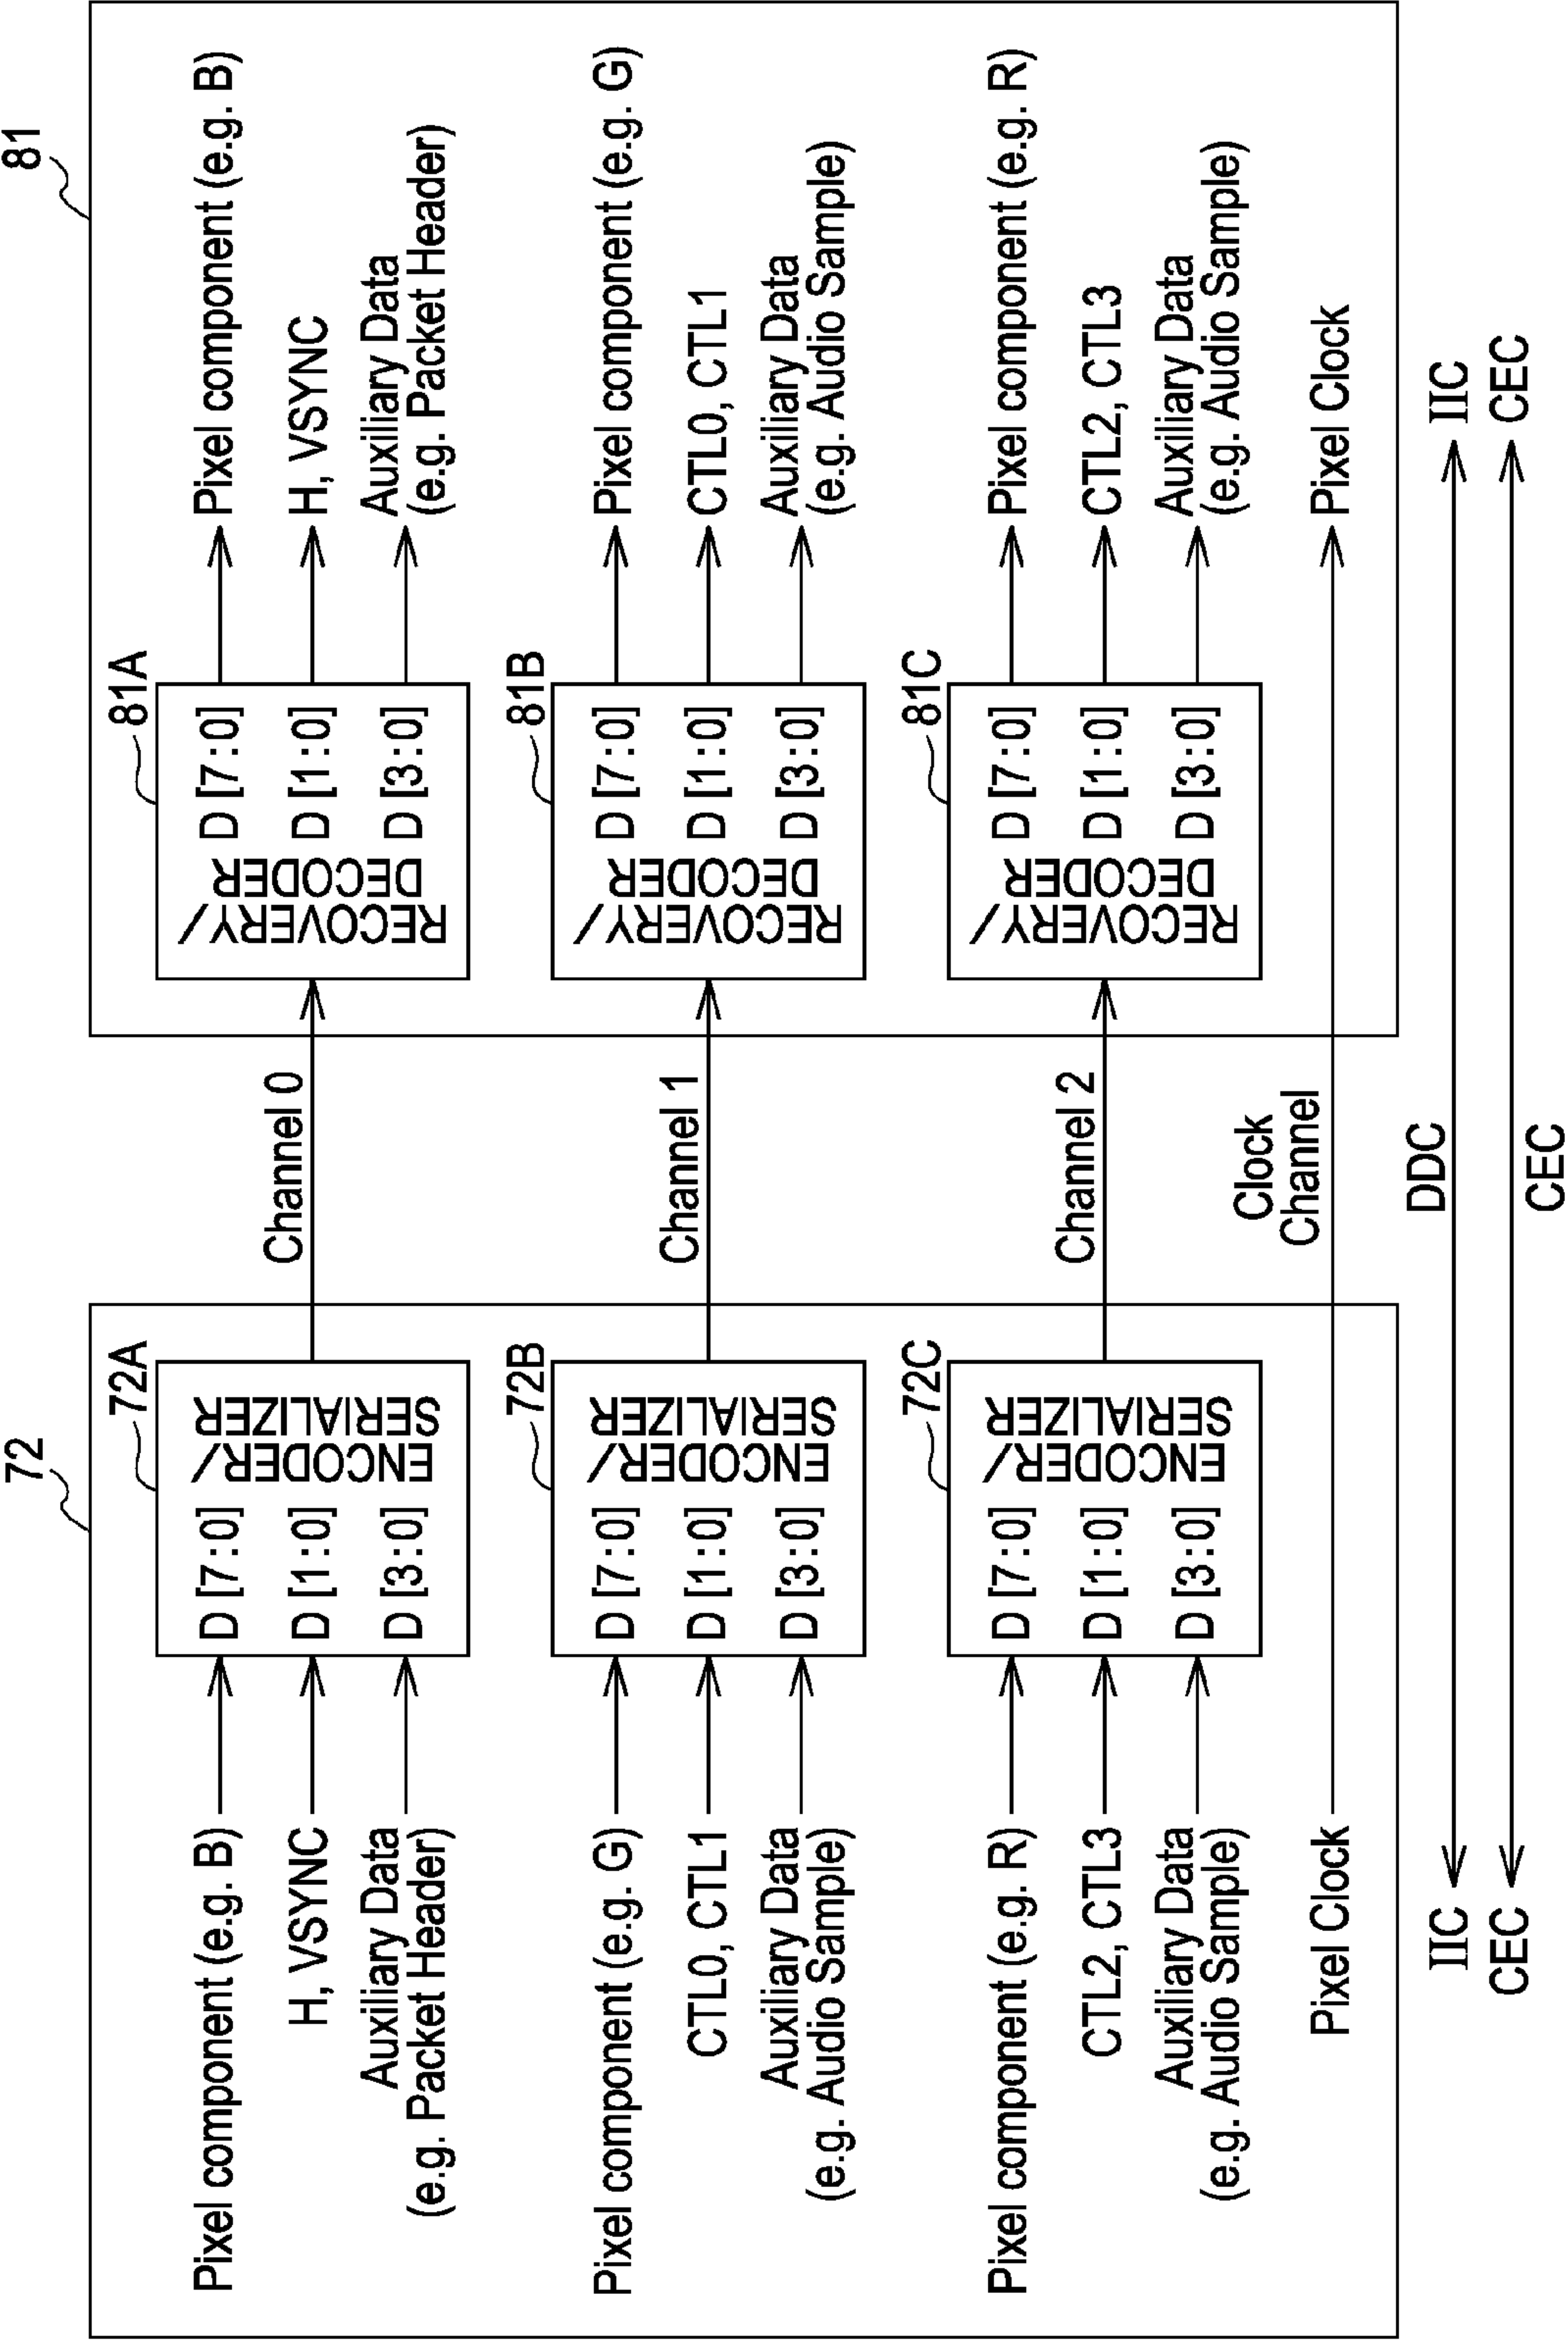 72
81
72A
81A
Pixel component (e.g. B)
D [7:0]
H, VSYNC
D [1:0]
Auxiliary Data
(e.g. Packet Header)
D [3:0]
ENCODER/
SERIALIZER
Channel 0
RECOVERY/
DECODER
D [7:0]
Pixel component (e.g. B)
D [1:0]
H, VSYNC
D [3:0]
Auxiliary Data
(e.g. Packet Header)
72B
81B
Pixel component (e.g. G)
D [7:0]
CTL0, CTL1
D [1:0]
Auxiliary Data
(e.g. Audio Sample)
D [3:0]
ENCODER/
SERIALIZER
Channel 1
RECOVERY/
DECODER
D [7:0]
Pixel component (e.g. G)
D [1:0]
CTL0, CTL1
D [3:0]
Auxiliary Data
(e.g. Audio Sample)
72C
81C
Pixel component (e.g. R)
D [7:0]
CTL2, CTL3
D [1:0]
Auxiliary Data
(e.g. Audio Sample)
D [3:0]
ENCODER/
SERIALIZER
Channel 2
RECOVERY/
DECODER
D [7:0]
Pixel component (e.g. R)
D [1:0]
CTL2, CTL3
D [3:0]
Auxiliary Data
(e.g. Audio Sample)
Pixel Clock
Clock
Channel
Pixel Clock
IIC
DDC
IIC
CEC
CEC
CEC